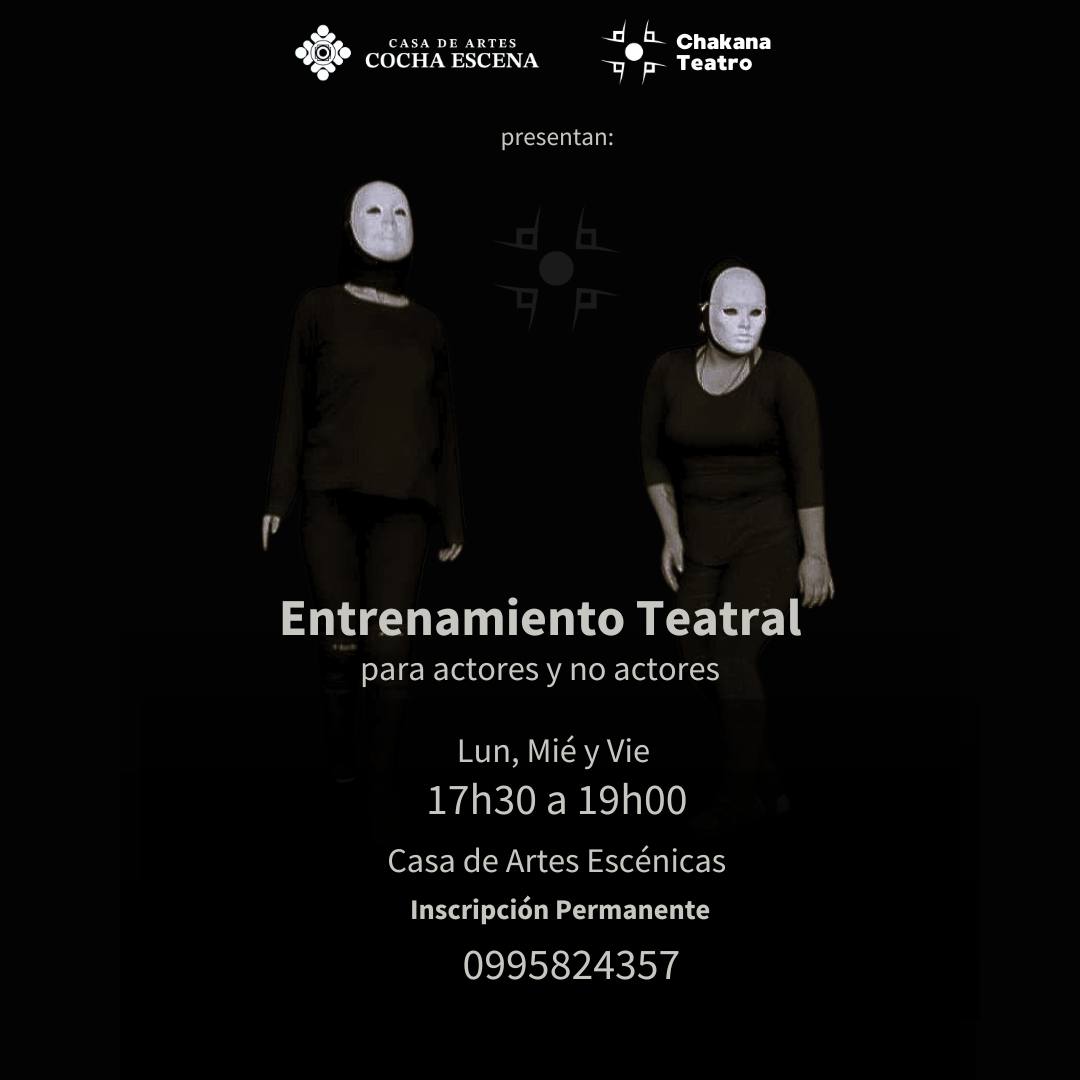 CASA DE ARTES
COCHA ESCENA
Chakana
Teatro
presentan:
Entrenamiento Teatral
para actores y no actores
Lun, Mié y Vie
17h30 a 19h00
Casa de Artes Escénicas
Inscripción Permanente
0995824357